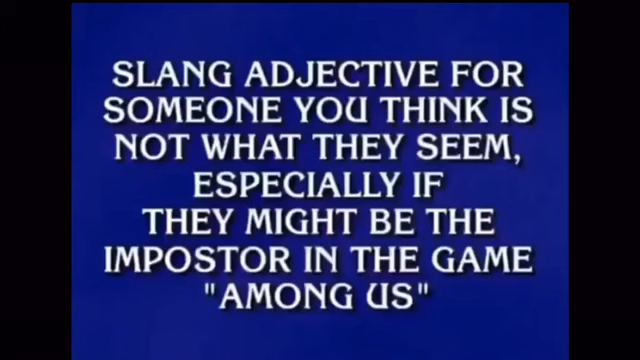 SLANG ADJECTIVE FOR
SOMEONE YOU THINK IS
NOT WHAT THEY SEEM,
ESPECIALLY IF
THEY MIGHT BE THE
IMPOSTOR IN THE GAME
"AMONG US"